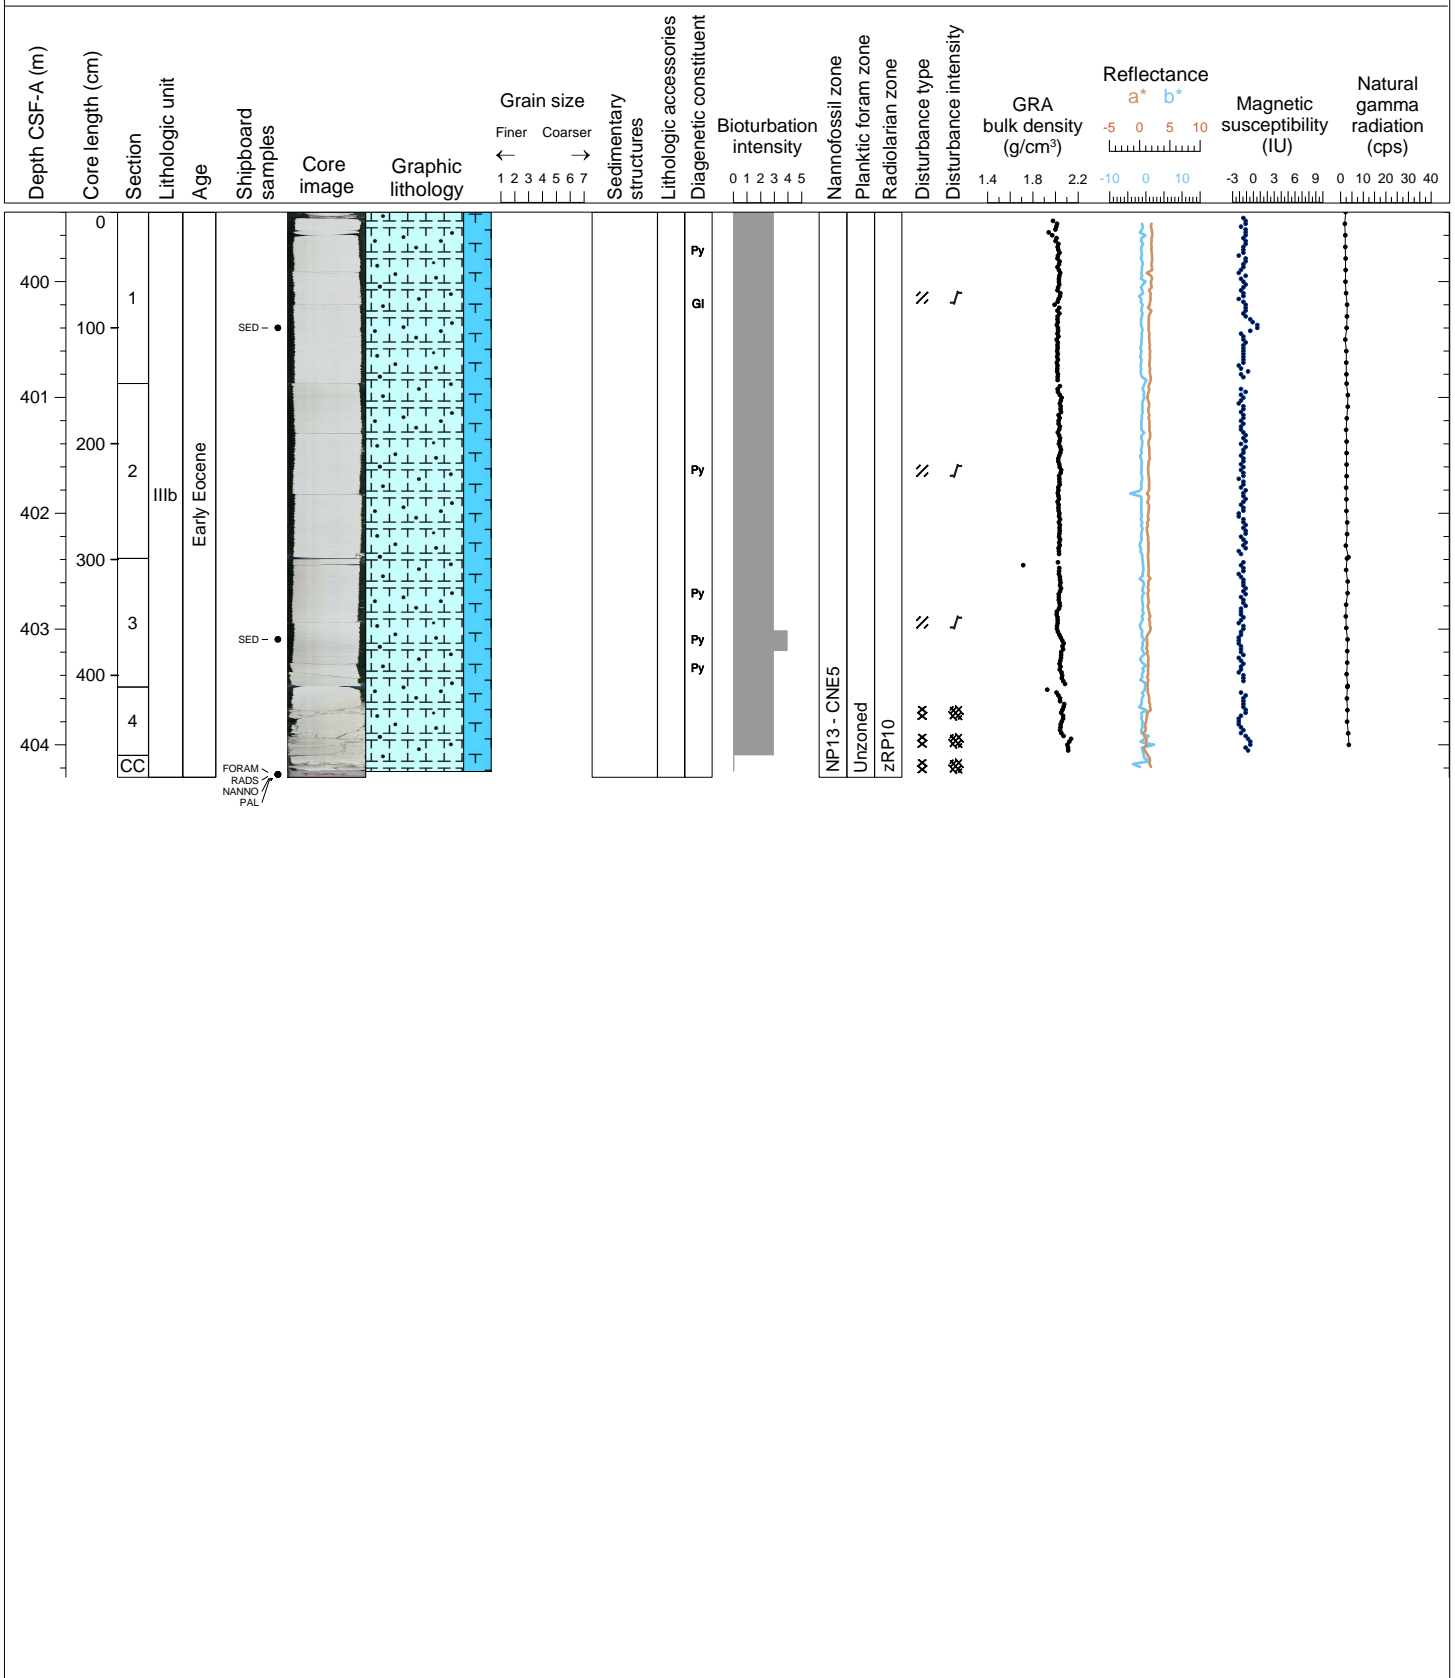 Depth CSF-A (m)
Core length (cm)
Section
Lithologic unit
Age
Shipboard
samples
Core
image
Graphic
lithology
Grain size
Finer Coarser
← →
1 2 3 4 5 6 7
Sedimentary
structures
Lithologic accessories
Diagenetic constituent
Bioturbation
intensity
0 1 2 3 4 5
Nannofossil zone
Planktic foram zone
Radiolarian zone
Disturbance type
Disturbance intensity
GRA
bulk density
(g/cm³)
1.4 1.8 2.2
Reflectance
a* b*
-5 0 5 10
-10 0 10
Magnetic
susceptibility
(IU)
-3 0 3 6 9
Natural
gamma
radiation
(cps)
0 10 20 30 40
0
Py
400
1
Gl
100
SED
401
200
2
Py
IIIb
Early Eocene
402
300
Py
403
3
SED
Py
Py
400
4
404
CC
NP13 - CNE5
Unzoned
zRP10
FORAM
RADS
NANNO
PAL